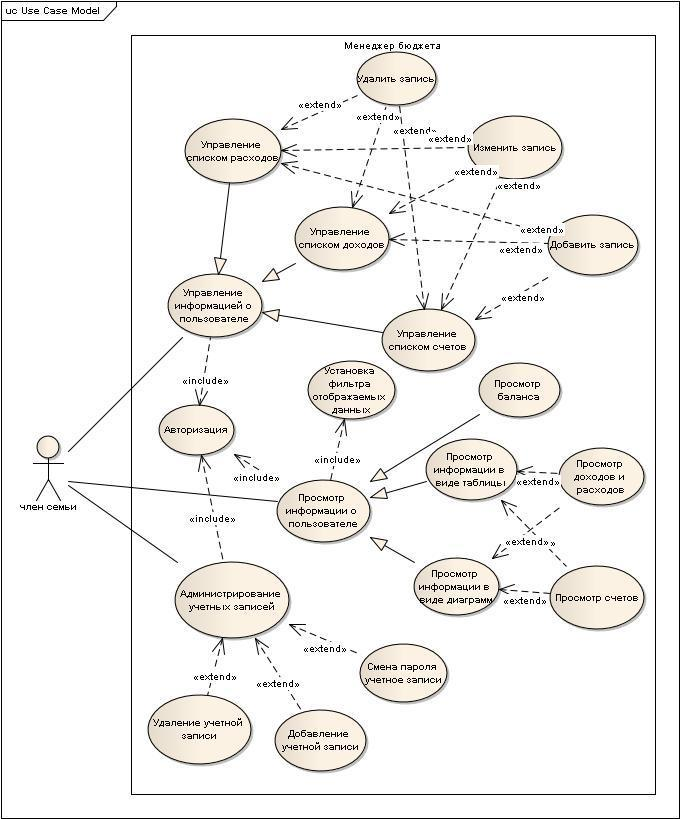 uc Use Case Model
Менеджер бюджета
Удалить запись
«extend»
«extend»
«extend»
«extend»
Управление
списком расходов
Изменить запись
«extend»
«extend»
Управление
списком доходов
«extend»
«extend»
Добавить запись
Управление
информацией о
пользователе
«extend»
Управление
списком счетов
«include»
Установка
фильтра
отображаемых
данных
Просмотр
баланса
Авторизация
«include»
«include»
Просмотр
информации в
виде таблицы
«extend»
Просмотр
доходов и
расходов
член семьи
Просмотр
информации о
пользователе
«include»
«extend»
Просмотр
информации в
виде диаграмм
«extend»
Просмотр счетов
Администрирование
учетных записей
«extend»
«extend»
«extend»
Смена пароля
учетное записи
Удаление учетной
записи
Добавление
учетной записи